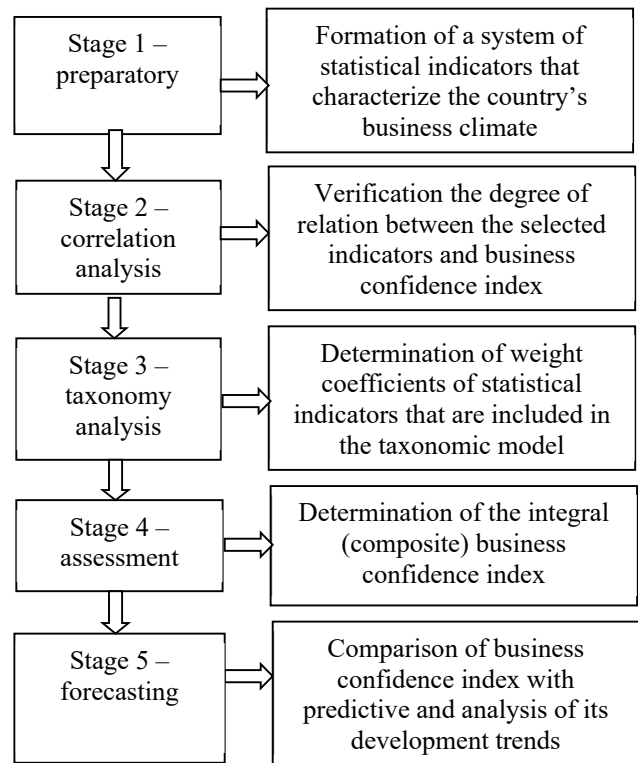 Stage 1 –
preparatory
Formation of a system of
statistical indicators that
characterize the country’s
business climate
Stage 2 –
correlation
analysis
Verification the degree of
relation between the selected
indicators and business
confidence index
Stage 3 –
taxonomy
analysis
Determination of weight
coefficients of statistical
indicators that are included in
the taxonomic model
Stage 4 –
assessment
Determination of the integral
(composite) business
confidence index
Stage 5 –
forecasting
Comparison of business
confidence index with
predictive and analysis of its
development trends